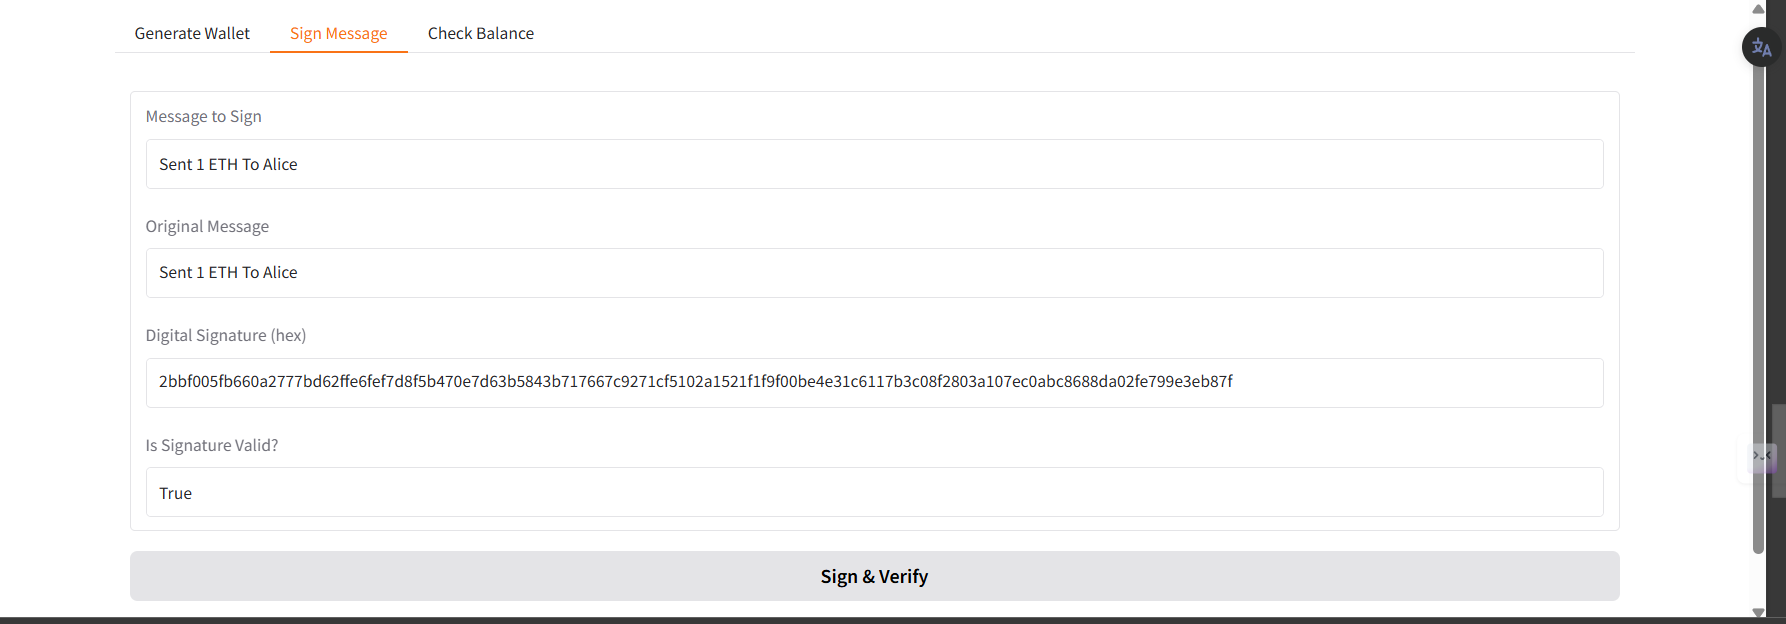 Generate Wallet Sign Message Check Balance
Message to Sign
Sent 1 ETH To Alice
Original Message
Sent 1 ETH To Alice
Digital Signature (hex)
2bbf005fb660a2777bd62ffe6fef7d8f5b470e7d63b5843b717667c9271cf5102a1521f1f9f00be4e31c6117b3c08f2803a107ec0abc8688da02fe799e3eb87f
Is Signature Valid?
True
Sign & Verify